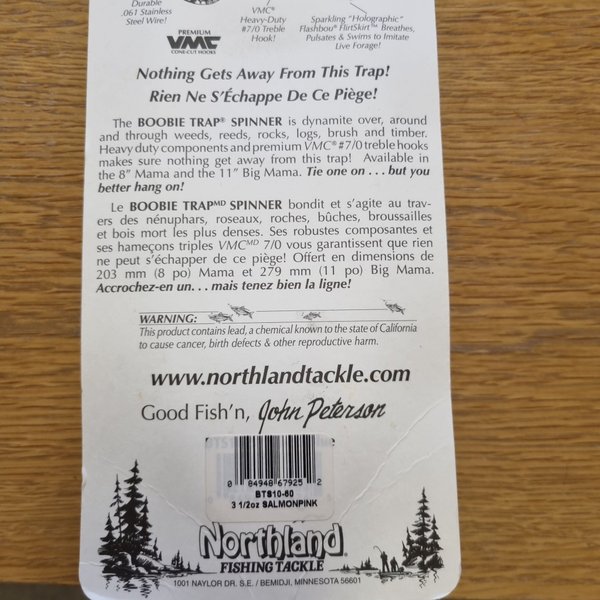 Durable
.061 Stainless
Steel Wire!
VMC®
Heavy-Duty
#7/0 Treble
Hook!
Sparkling "Holographic"
Flashbou® FlirtSkirt™ Breathes,
Pulsates & Swims to Imitate
Live Forage!
PREMIUM
VMC
CONE-CUT HOOKS
Nothing Gets Away From This Trap!
Rien Ne S'Échappe De Ce Piège!
The BOOBIE TRAP® SPINNER is dynamite over, around
and through weeds, reeds, rocks, logs, brush and timber.
Heavy duty components and premium VMC® #7/0 treble hooks
makes sure nothing get away from this trap! Available in
the 8" Mama and the 11" Big Mama. Tie one on . . . but you
better hang on!
Le BOOBIE TRAPMD SPINNER bondit et s'agite au trav-
ers des nénuphars, roseaux, roches, bûches, broussailles
et bois mort les plus denses. Ses robustes composantes et
ses hameçons triples VMCMD 7/0 vous garantissent que rien
ne peut s'échapper de ce piège! Offert en dimensions de
203 mm (8 po) Mama et 279 mm (11 po) Big Mama.
Accrochez-en un. . . mais tenez bien la ligne!
WARNING:
This product contains lead, a chemical known to the state of California
to cause cancer, birth defects & other reproductive harm.
www.northlandtackle.com
Good Fish'n, John Peterson
0 84948 67925 2
BTS10-60
3 1/2oz SALMONPINK
Northland®
FISHING TACKLE
1001 NAYLOR DR. S.E. / BEMIDJI, MINNESOTA 56601